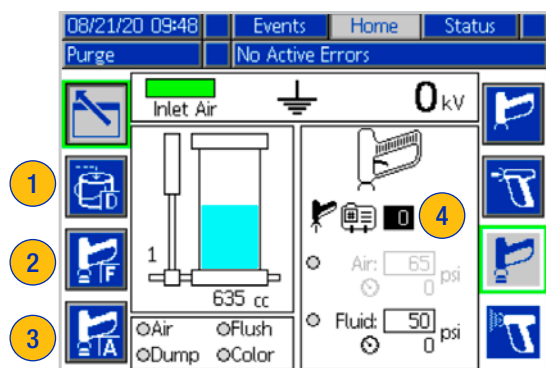 08/21/20 09:48 Events Home Status
Purge No Active Errors
Inlet Air 0 kV
1 D
2 F
3 A
4 0
1
635 cc
Air: 65 psi
0
Fluid: 50 psi
0
Air Flush
Dump Color